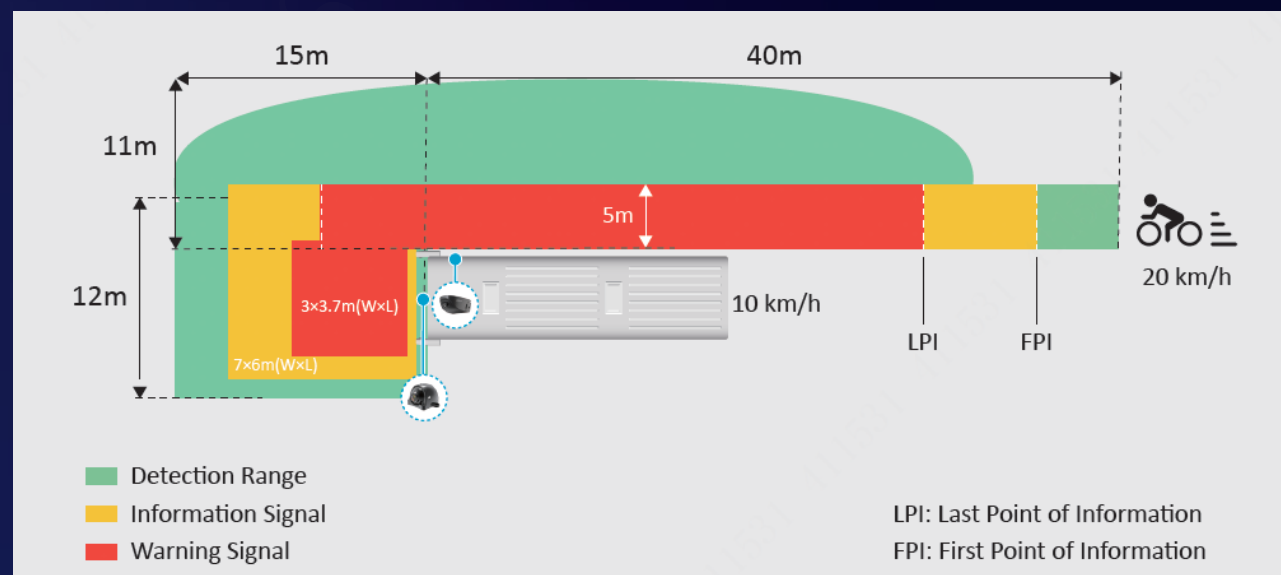 15m
40m
11m
5m
20 km/h
12m
3×3.7m(W×L)
10 km/h
LPI
FPI
7×6m(W×L)
Detection Range
Information Signal
LPI: Last Point of Information
Warning Signal
FPI: First Point of Information